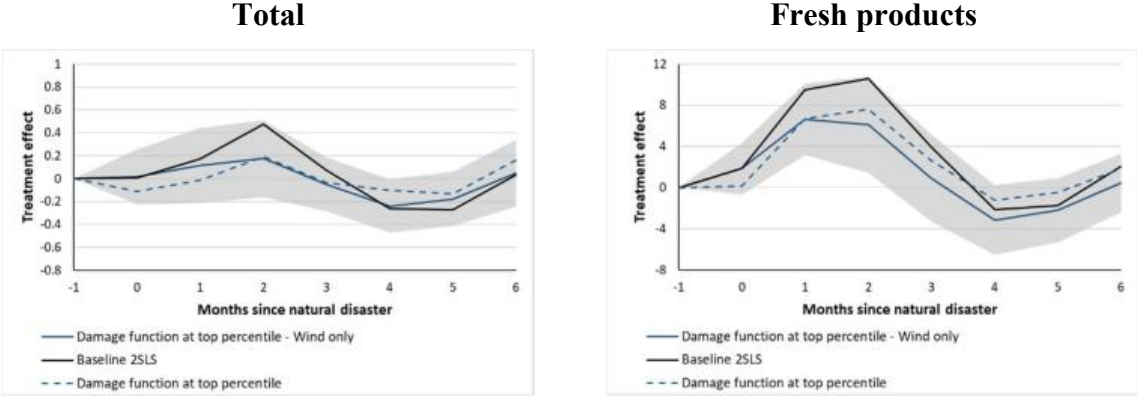 Total
Treatment effect
1
0.8
0.6
0.4
0.2
0
-0.2
-0.4
-0.6
-0.8
-1 0 1 2 3 4 5 6
Months since natural disaster
Damage function at top percentile - Wind only
Baseline 2SLS
Damage function at top percentile
Fresh products
Treatment effect
12
8
4
0
-4
-8
-1 0 1 2 3 4 5 6
Months since natural disaster
Damage function at top percentile - Wind only
Baseline 2SLS
Damage function at top percentile